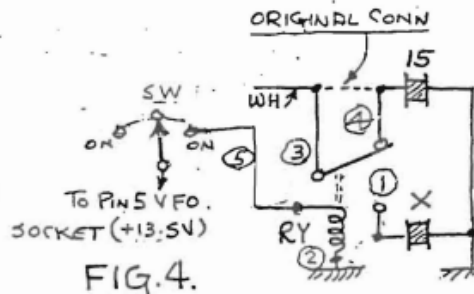 ORIGINAL CONN
15
SW
WH
ON
ON
4
3
5
1
X
TO PIN 5 VFO.
SOCKET (+13.5V)
RY
2
FIG. 4.